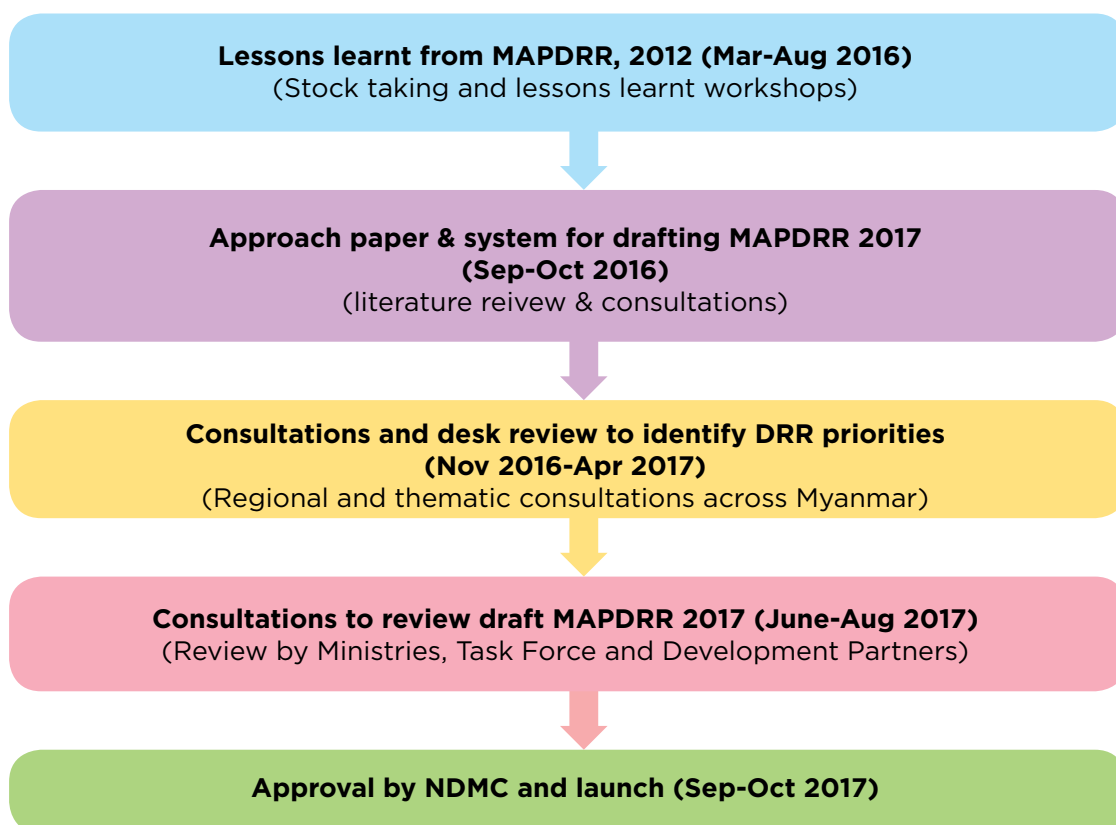 Lessons learnt from MAPDRR, 2012 (Mar-Aug 2016)
(Stock taking and lessons learnt workshops)
Approach paper & system for drafting MAPDRR 2017
(Sep-Oct 2016)
(literature reivew & consultations)
Consultations and desk review to identify DRR priorities
(Nov 2016-Apr 2017)
(Regional and thematic consultations across Myanmar)
Consultations to review draft MAPDRR 2017 (June-Aug 2017)
(Review by Ministries, Task Force and Development Partners)
Approval by NDMC and launch (Sep-Oct 2017)